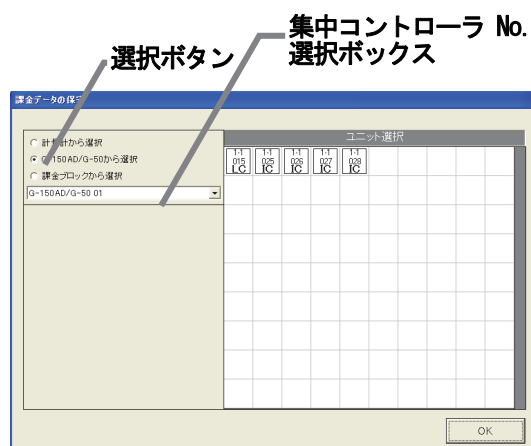 集中コントローラ No.
選択ボックス
選択ボタン
課金データの保
ユニット選択
から選択
150AD/G-50から選択
課金ブロックから選択
G-150AD/G-50 01
1-1 1-1 1-1 1-1 1-1
015 025 026 027 028
LC IC IC IC IC
OK